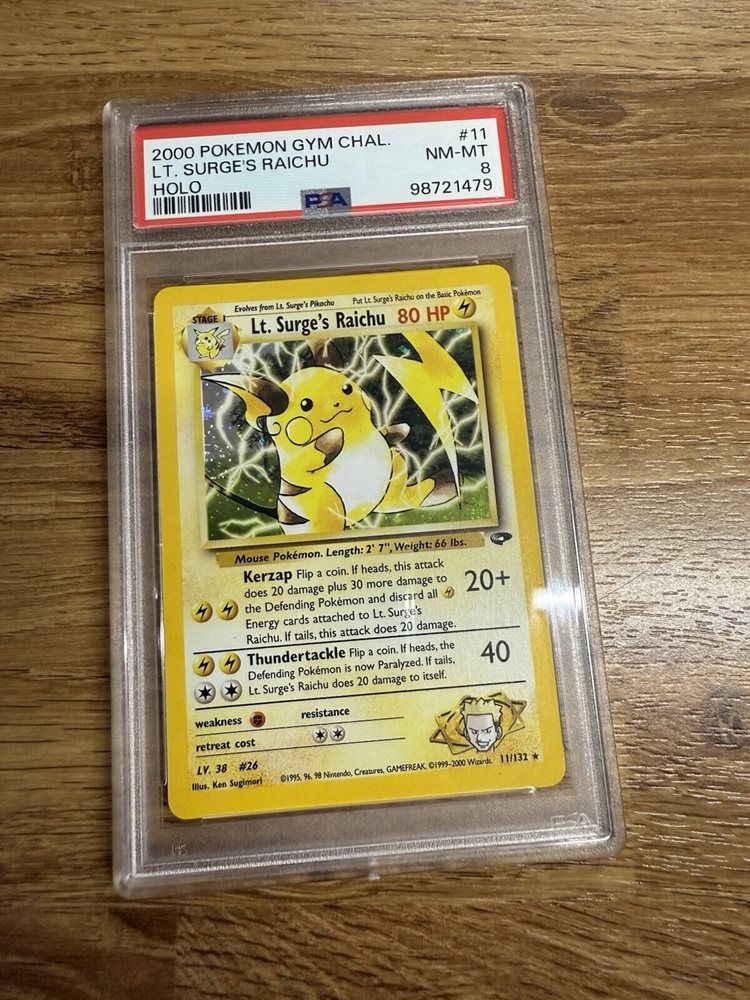 2000 POKEMON GYM CHAL. #11
LT. SURGE'S RAICHU NM-MT
HOLO 8
PSA 98721479
Evolves from Lt. Surge's Pikachu Put Lt. Surge's Raichu on the Basic Pokémon
STAGE 1
Lt. Surge's Raichu 80 HP
Mouse Pokémon. Length: 2' 7", Weight: 66 lbs.
Kerzap Flip a coin. If heads, this attack
does 20 damage plus 30 more damage to
the Defending Pokémon and discard all
Energy cards attached to Lt. Surge's
Raichu. If tails, this attack does 20 damage.
20+
Thundertackle Flip a coin. If heads, the
Defending Pokémon is now Paralyzed. If tails,
Lt. Surge's Raichu does 20 damage to itself.
40
weakness resistance
retreat cost
LV. 38 #26
Illus. Ken Sugimori
©1995, 96, 98 Nintendo, Creatures, GAMEFREAK. ©1999-2000 Wizards. 11/132 ★
PSA